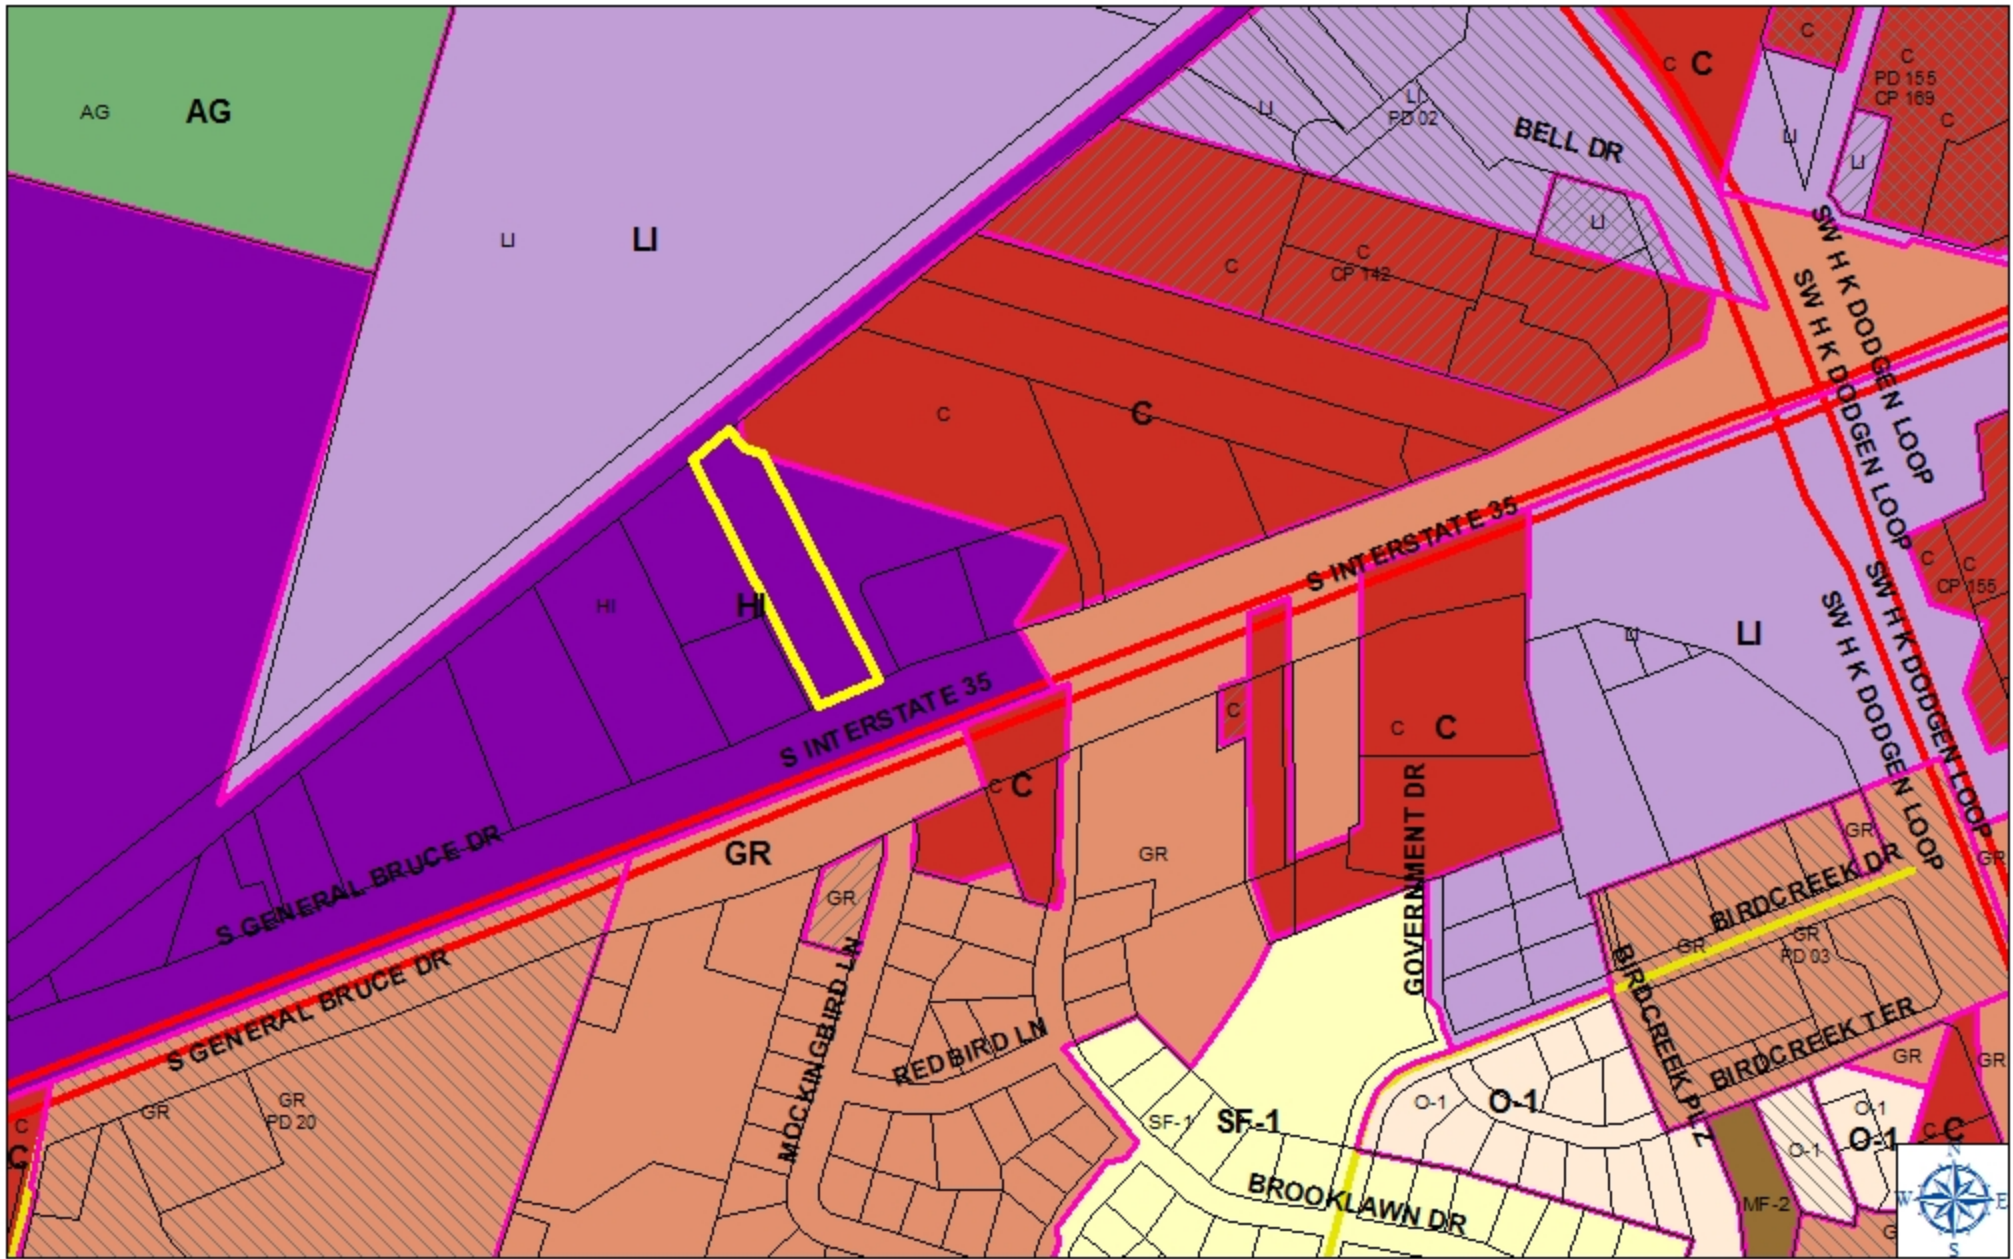 C
C
C
C
PD 155
CP 169
AG
AG
LI
LI
PD 02
BELL DR
C
LI
LI
LI
LI
LI
SW H K DODGEN LOOP
SW H K DODGEN LOOP
C
C
CP 142
C
C
S INTERSTATE 35
C
C
CP 155
HI
HI
SW H K DODGEN LOOP
SW H K DODGEN LOOP
LI
LI
S INTERSTATE 35
C
C
C
C
C
GOVERNMENT DR
GR
GR
GR
GR
GR
S GENERAL BRUCE DR
BIRDCREEK DR
GR
GR
PD 03
S GENERAL BRUCE DR
MOCKINGBIRD LN
REDBIRD LN
BIRDCREEK PLZ
BIRDCREEK TER
GR
GR
GR
GR
PD 20
C
C
SF-1
SF-1
O-1
O-1
O-1
O-1
O-1
C
C
BROOKLAWN DR
MF-2
G
N
W
E
S